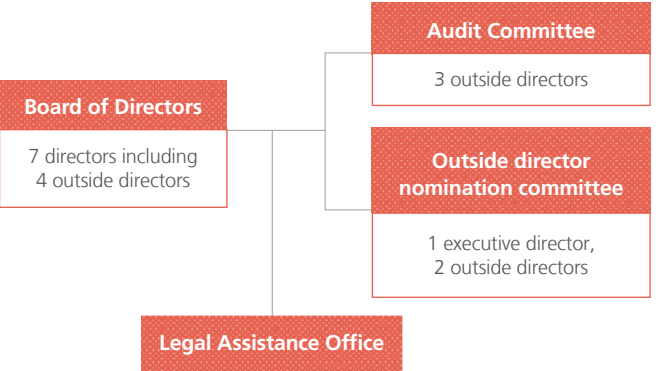 Board of Directors
7 directors including
4 outside directors
Audit Committee
3 outside directors
Outside director
nomination committee
1 executive director,
2 outside directors
Legal Assistance Office